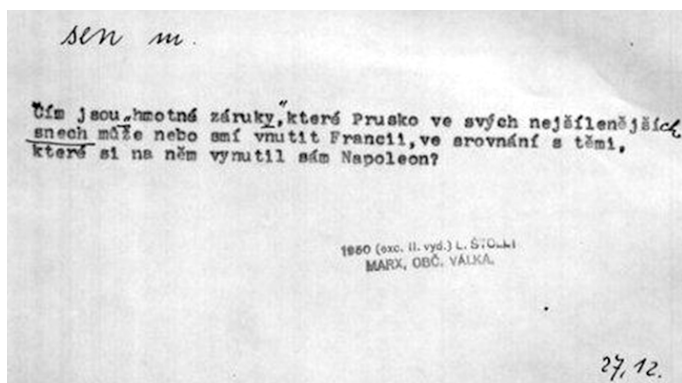 sen m.
Čím jsou „hmotné záruky,“ které Prusko ve svých nejšílenějších
snech může nebo smí vnutit Francii, ve srovnání s těmi,
které si na něm vynutil sám Napoleon?
1950 (exc. II. vyd.) L. ŠTOLL
MARX, OBČ. VÁLKA.
27,12.